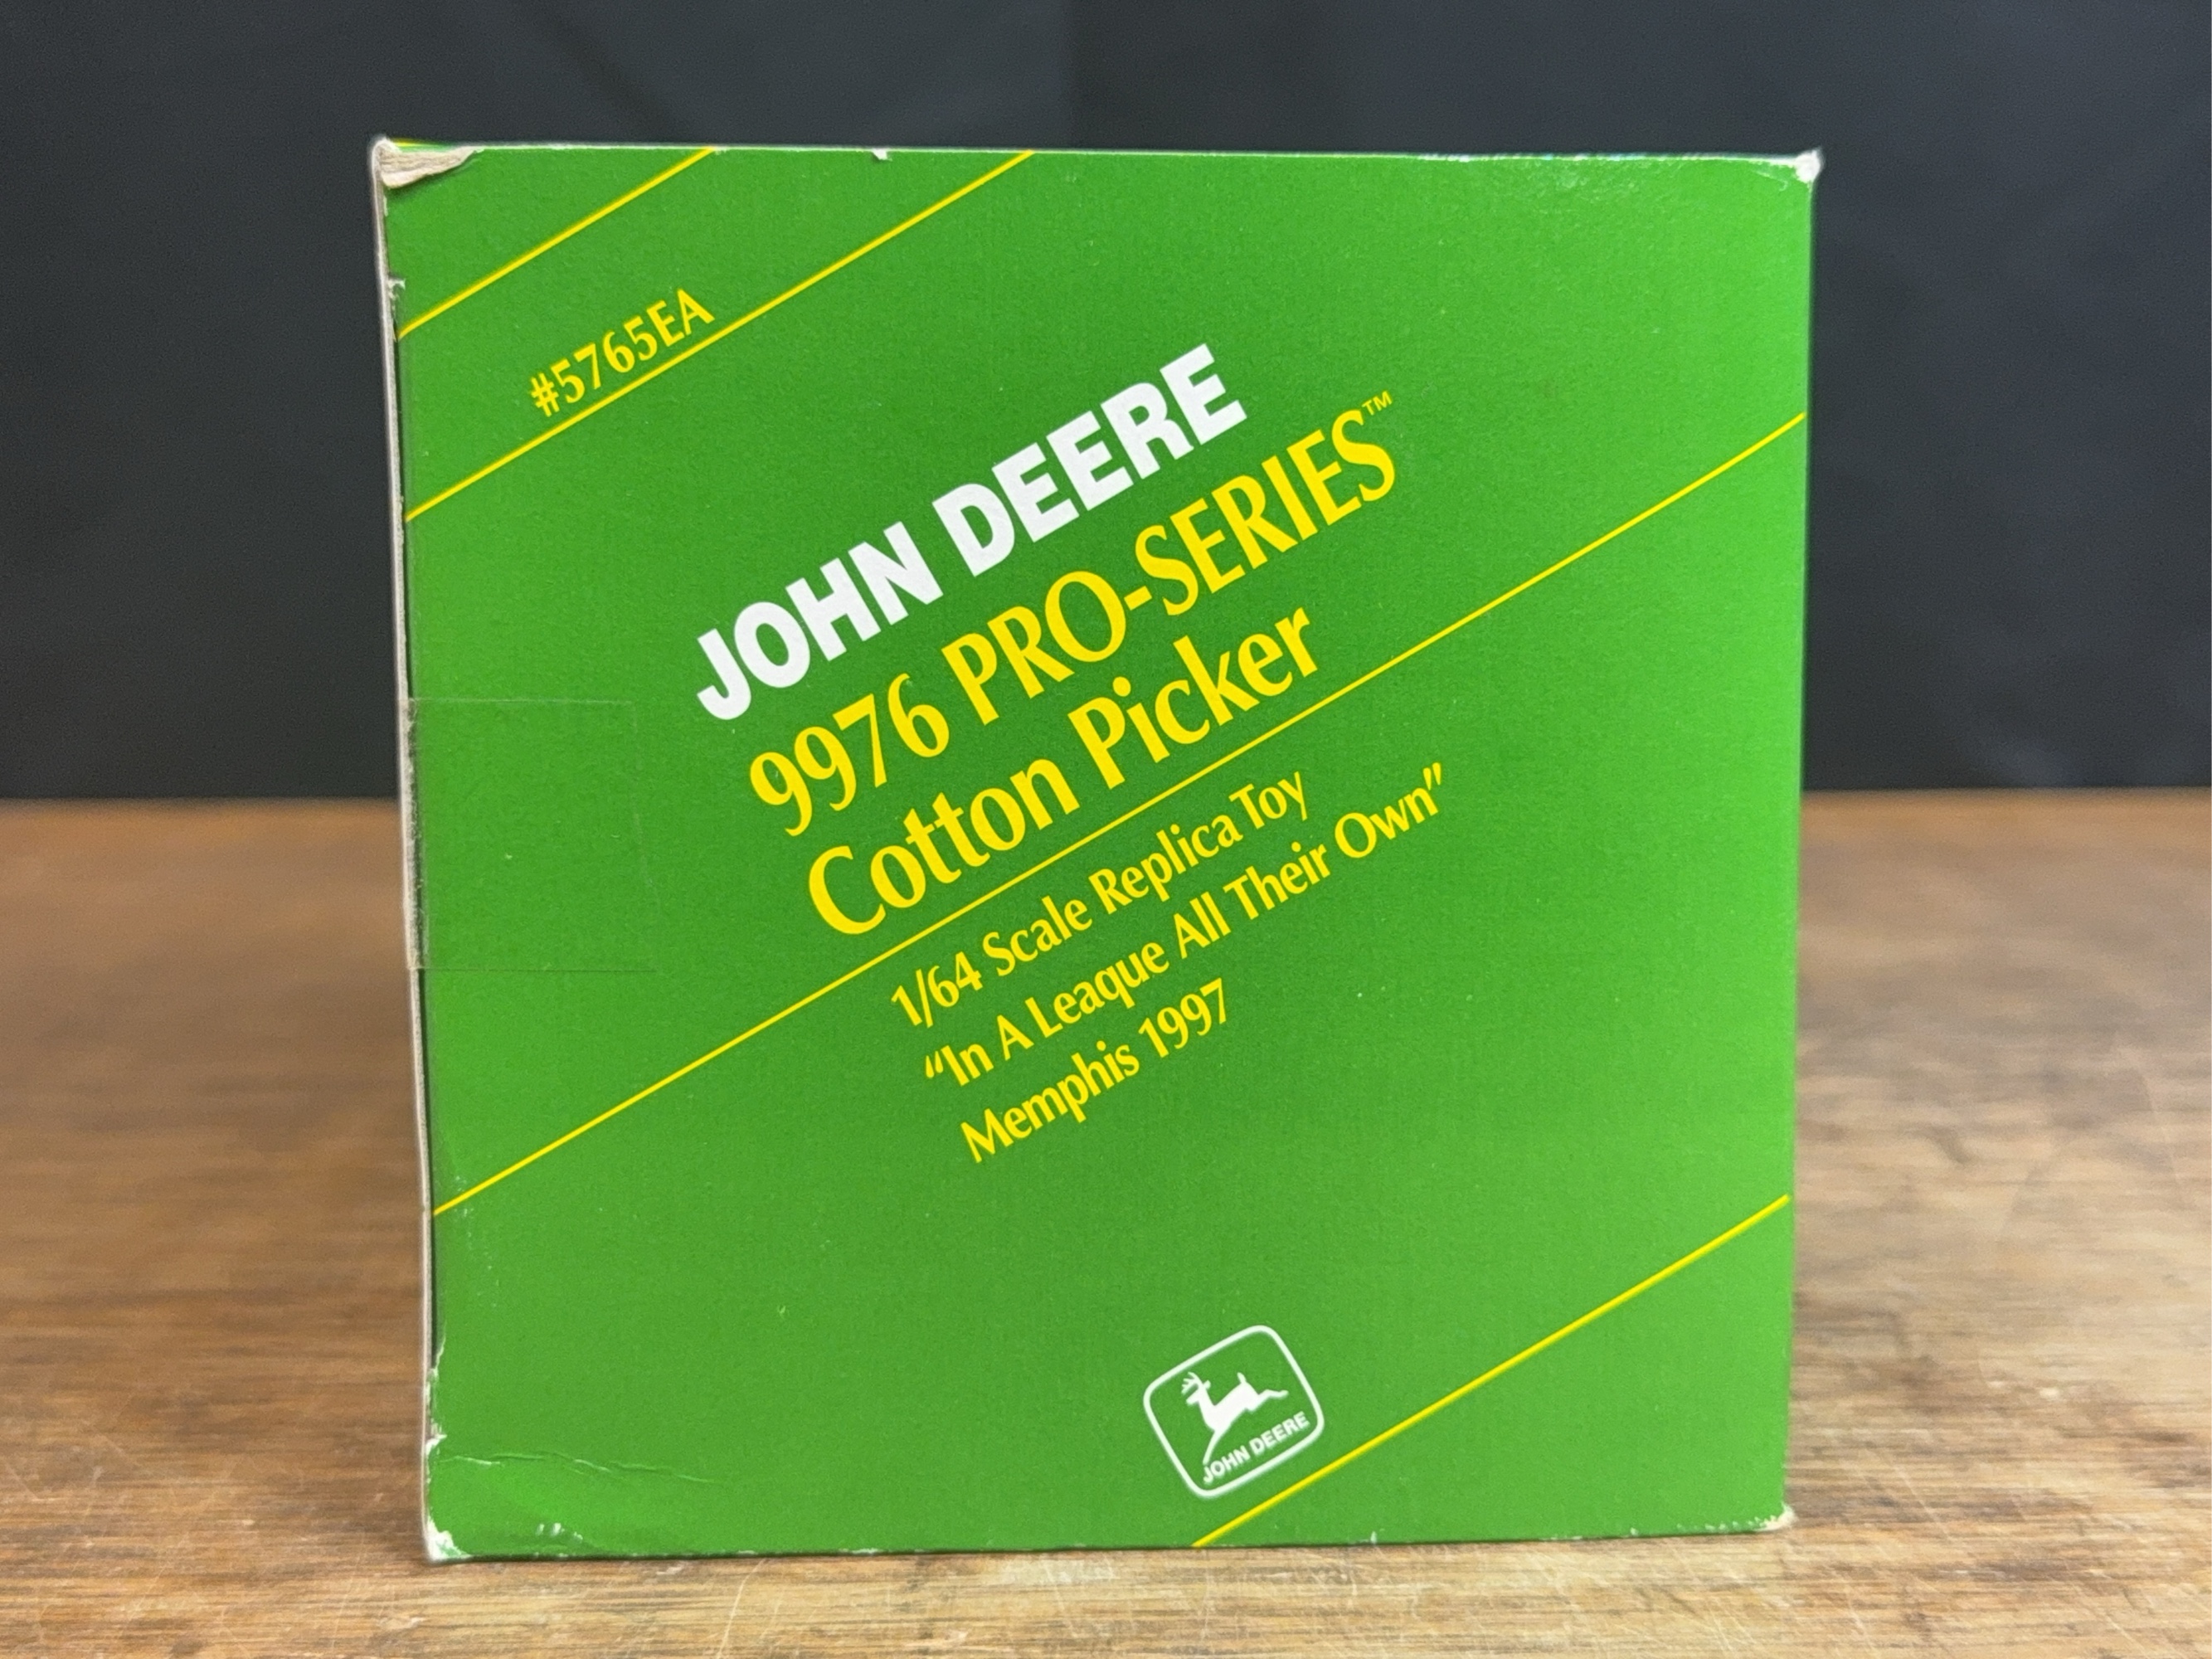 #5765EA
JOHN DEERE
9976 PRO-SERIES™
Cotton Picker
1/64 Scale Replica Toy
“In A Leaque All Their Own”
Memphis 1997
JOHN DEERE